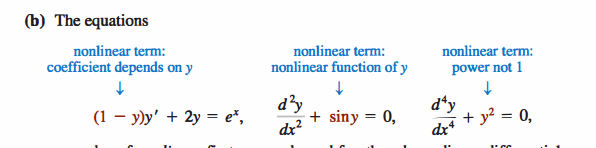 (b) The equations
nonlinear term: nonlinear term: nonlinear term:
coefficient depends on y nonlinear function of y power not 1
↓ ↓ ↓
(1 − y)y′ + 2y = eˣ, d²y/dx² + sin y = 0, d⁴y/dx⁴ + y² = 0,